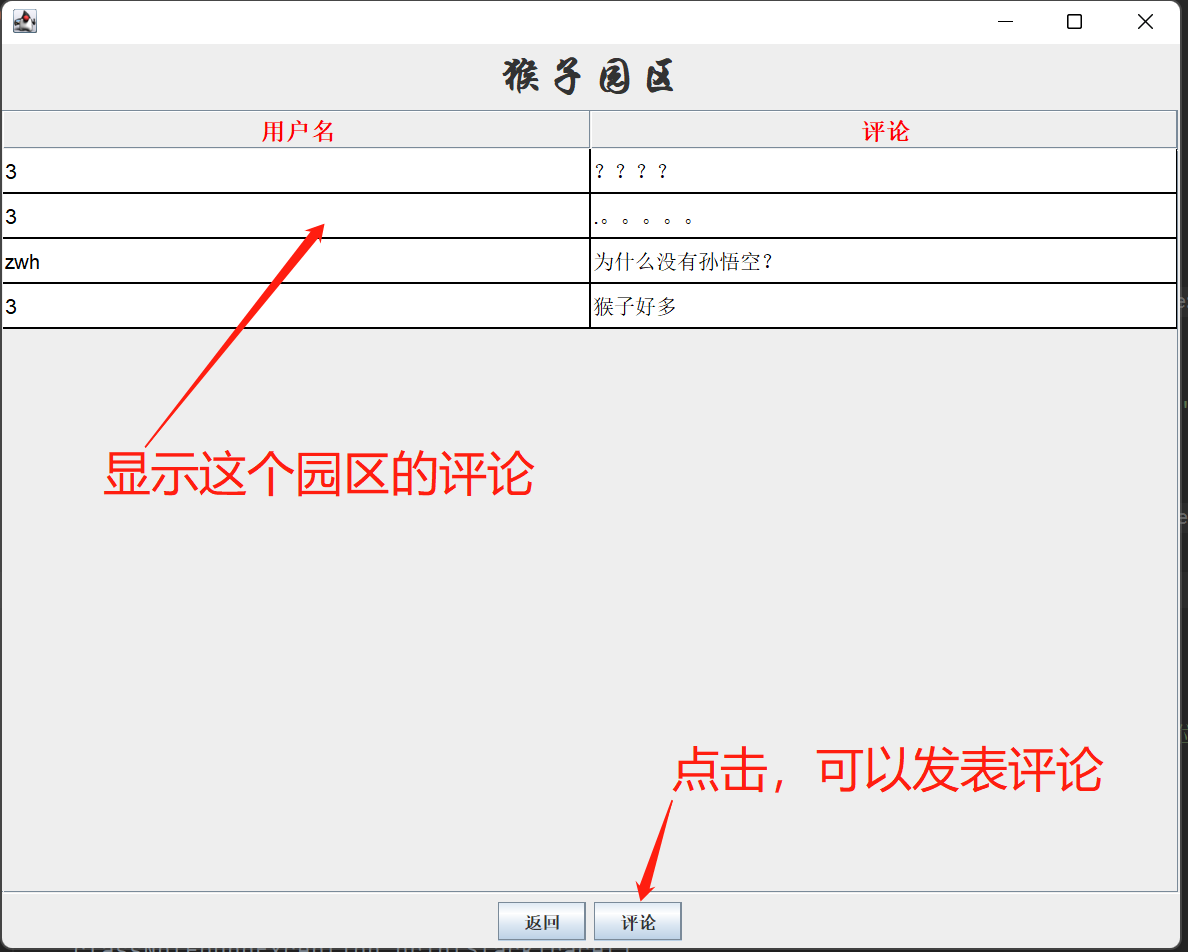 猴子园区
用户名 评论
3 ？？？？
3 .。。。。。
zwh 为什么没有孙悟空?
3 猴子好多
显示这个园区的评论
点击，可以发表评论
返回 评论